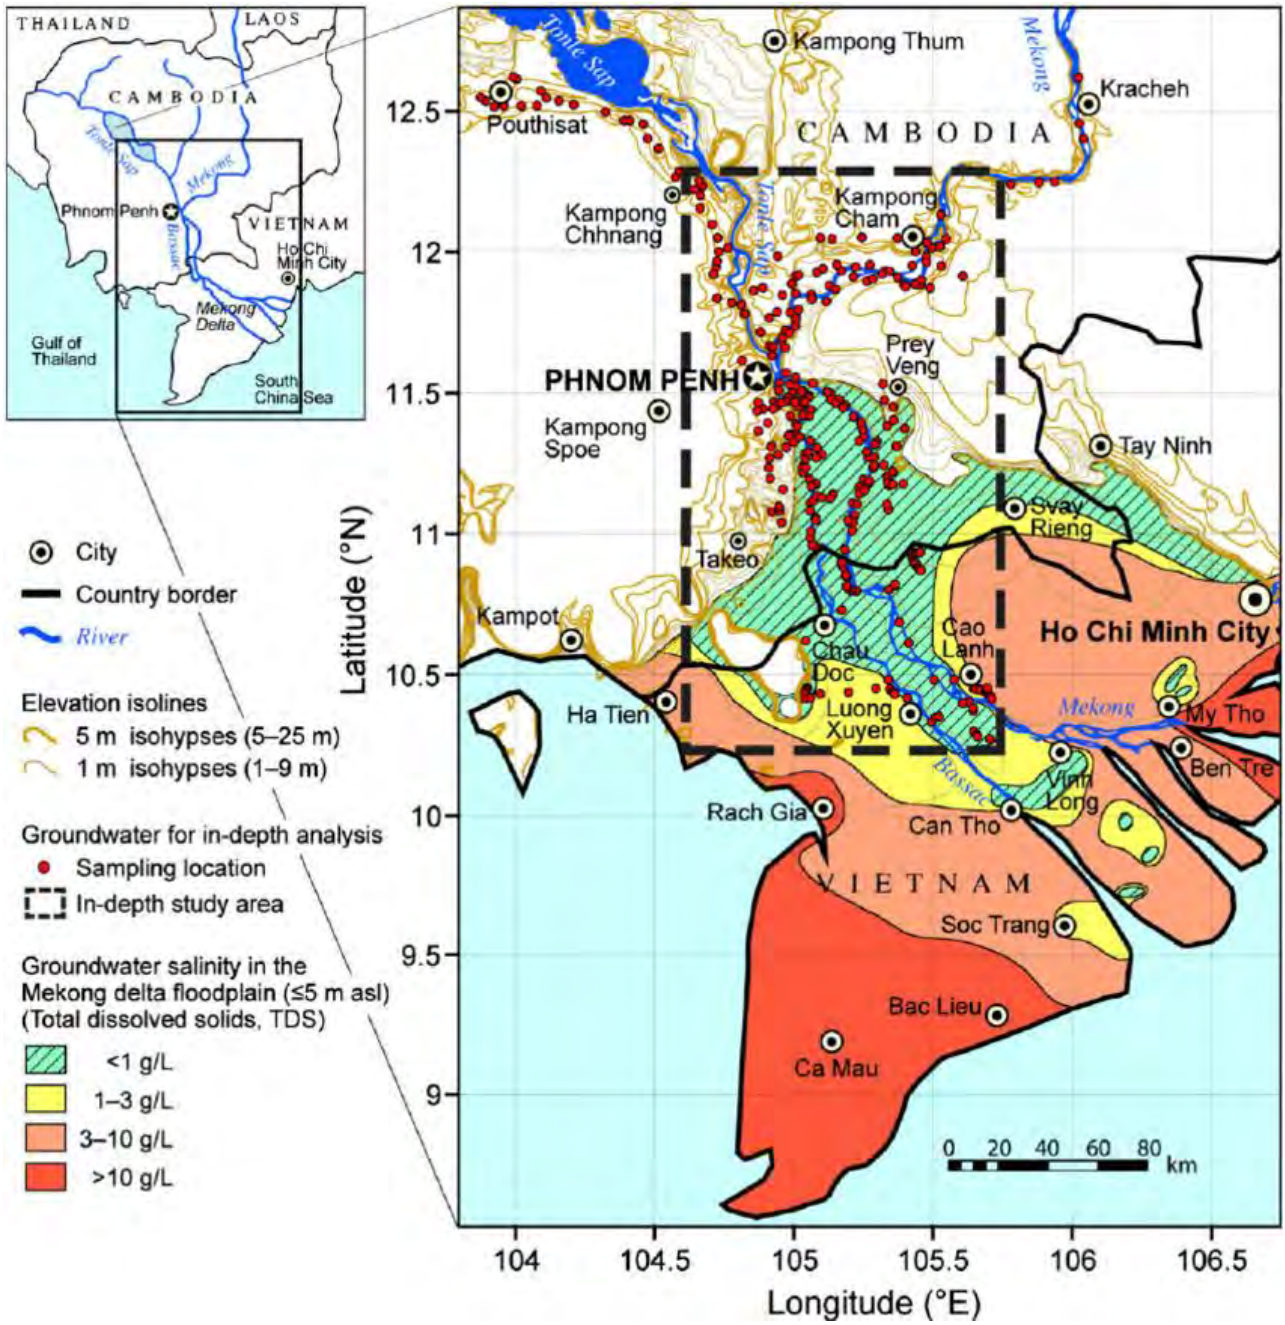 THAILAND
LAOS
CAMBODIA
Tonle Sap
Mekong
Phnom Penh
Bassac
VIETNAM
Ho Chi
Minh City
Mekong
Delta
Gulf of
Thailand
South
China Sea
City
Country border
River
Elevation isolines
5 m isohypses (5–25 m)
1 m isohypses (1–9 m)
Groundwater for in-depth analysis
Sampling location
In-depth study area
Groundwater salinity in the
Mekong delta floodplain (≤5 m asl)
(Total dissolved solids, TDS)
<1 g/L
1–3 g/L
3–10 g/L
>10 g/L
Tonle Sap
Kampong Thum
Mekong
Kracheh
Pouthisat
CAMBODIA
Kampong
Chhnang
Tonle Sap
Kampong
Cham
Prey
Veng
PHNOM PENH
Kampong
Spoe
Tay Ninh
Svay
Rieng
Takeo
Kampot
Ho Chi Minh City
Cao
Lanh
Chau
Doc
Ha Tien
Luong
Xuyen
Mekong
My Tho
Ben Tre
Bassac
Vinh
Long
Rach Gia
Can Tho
VIETNAM
Soc Trang
Bac Lieu
Ca Mau
0 20 40 60 80
km
12.5
12
11.5
11
10.5
10
9.5
9
Latitude (°N)
104 104.5 105 105.5 106 106.5
Longitude (°E)